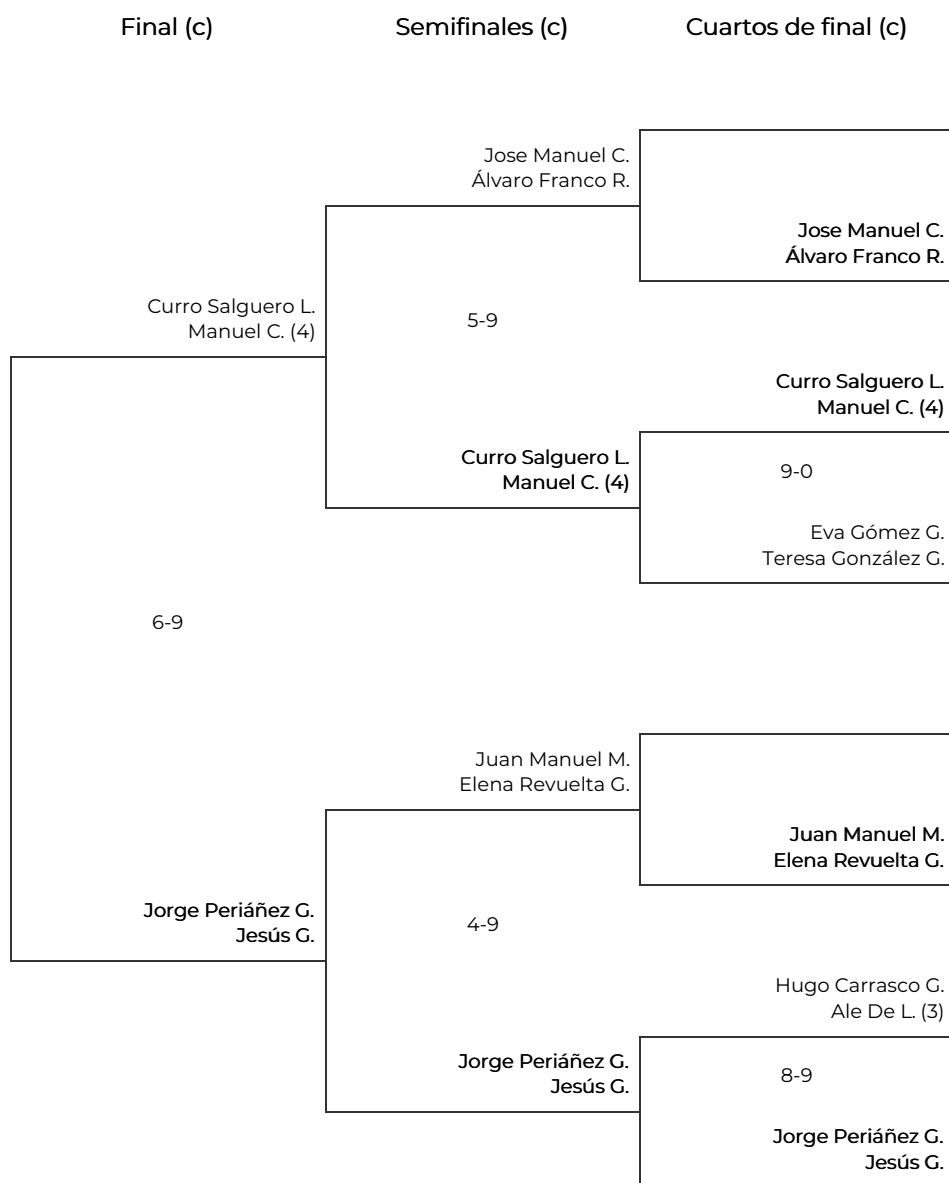 Final (c)
Semifinales (c)
Cuartos de final (c)
Jose Manuel C.
Álvaro Franco R.
Jose Manuel C.
Álvaro Franco R.
Curro Salguero L.
Manuel C. (4)
5-9
Curro Salguero L.
Manuel C. (4)
Curro Salguero L.
Manuel C. (4)
9-0
Eva Gómez G.
Teresa González G.
6-9
Juan Manuel M.
Elena Revuelta G.
Juan Manuel M.
Elena Revuelta G.
Jorge Periáñez G.
Jesús G.
4-9
Hugo Carrasco G.
Ale De L. (3)
Jorge Periáñez G.
Jesús G.
8-9
Jorge Periáñez G.
Jesús G.